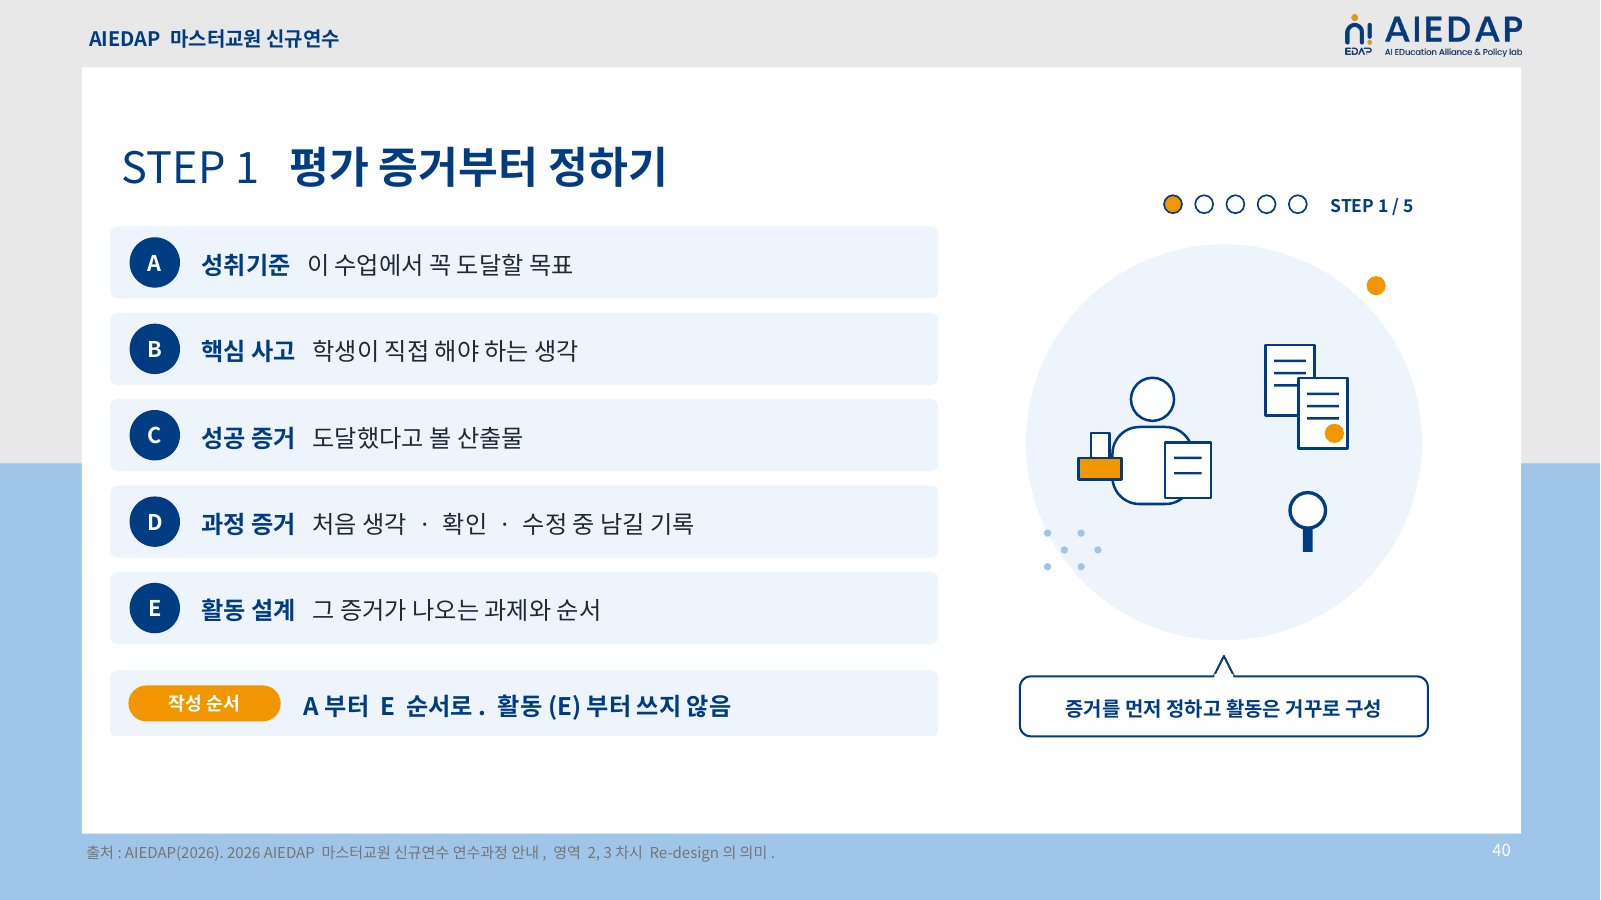 AIEDAP 마스터교원 신규연수
AIEDAP
EDAP
AI EDucation Alliance & Policy lab
STEP 1 평가 증거부터 정하기
STEP 1 / 5
A 성취기준 이 수업에서 꼭 도달할 목표
B 핵심 사고 학생이 직접 해야 하는 생각
C 성공 증거 도달했다고 볼 산출물
D 과정 증거 처음 생각 · 확인 · 수정 중 남길 기록
E 활동 설계 그 증거가 나오는 과제와 순서
작성 순서 A 부터 E 순서로 . 활동 (E) 부터 쓰지 않음
증거를 먼저 정하고 활동은 거꾸로 구성
출처 : AIEDAP(2026). 2026 AIEDAP 마스터교원 신규연수 연수과정 안내 , 영역 2, 3 차시 Re-design 의 의미 .
40